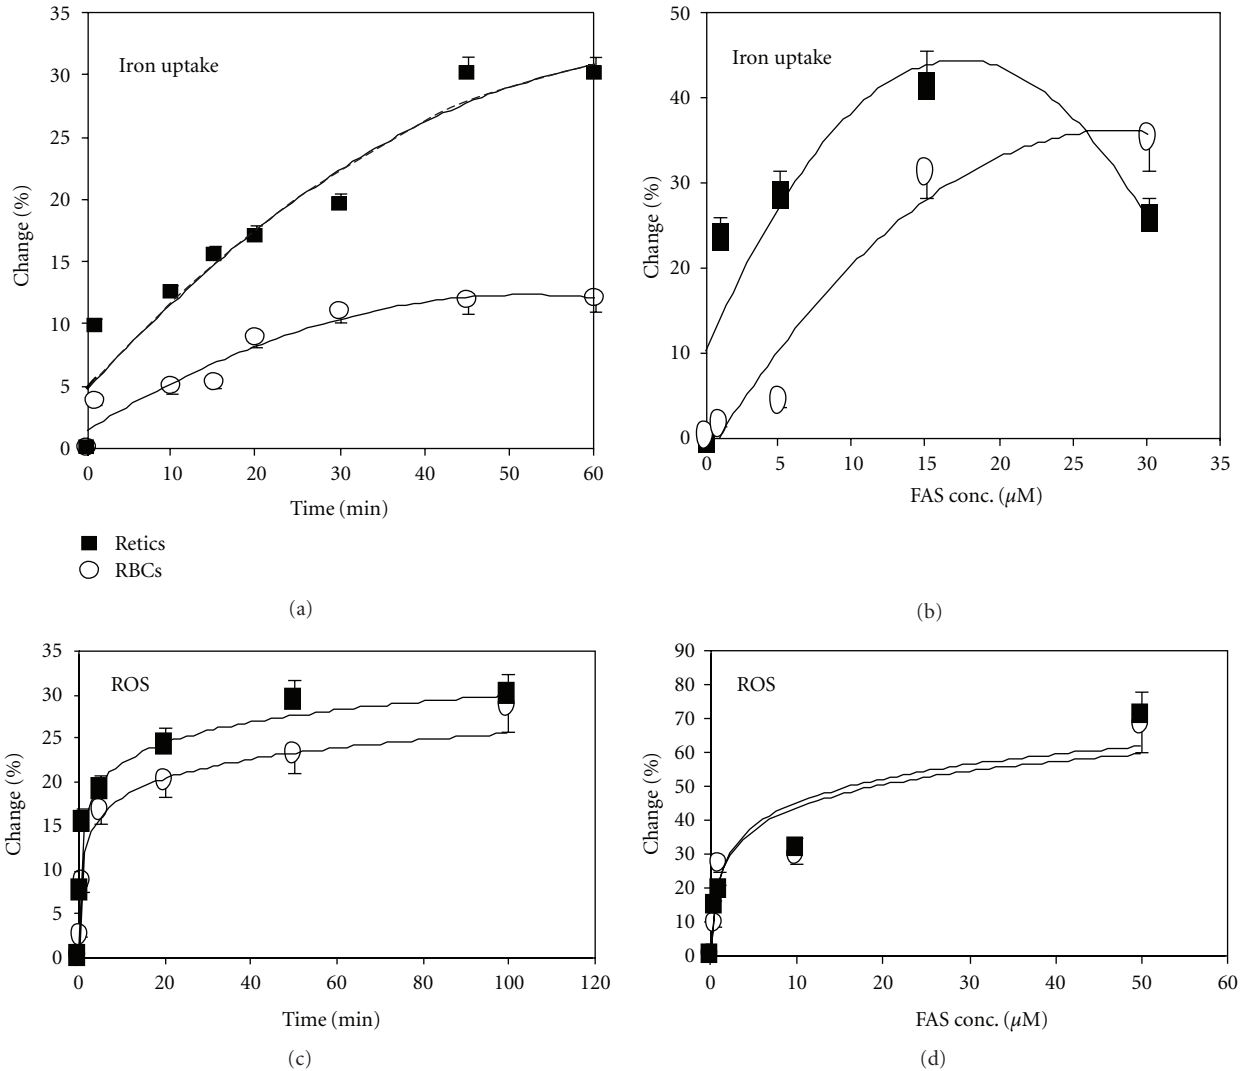 35
30
25
20
15
10
5
0
Change (%)
Iron uptake
0 10 20 30 40 50 60
Time (min)
Retics
RBCs
(a)
50
40
30
20
10
0
Change (%)
Iron uptake
0 5 10 15 20 25 30 35
FAS conc. (μM)
(b)
35
30
25
20
15
10
5
0
Change (%)
ROS
0 20 40 60 80 100 120
Time (min)
(c)
90
80
70
60
50
40
30
20
10
0
Change (%)
ROS
0 10 20 30 40 50 60
FAS conc. (μM)
(d)